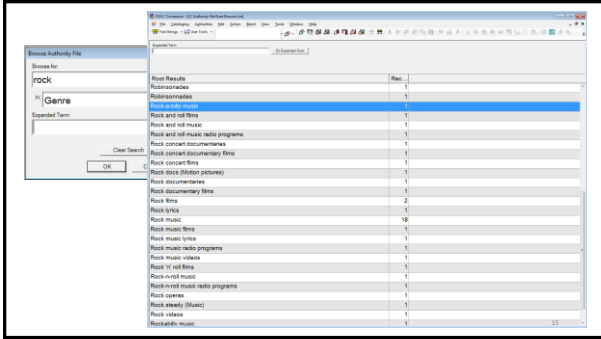 OCLC Connexion - [LC Authority File Root Browse List]
File Cataloging Authorities Edit Action Batch View Tools Window Help
Text Strings User Tools
Expanded Term:
Do Expanded Scan
Browse Authority File
Browse for:
rock
in: Genre
Expanded Term:
Clear Search
OK
Root Results Rec...
Robinsonades 1
Robinsonnades 1
Rock-a-billy music 1
Rock and roll films 1
Rock and roll music 1
Rock and roll music radio programs 1
Rock concert documentaries 1
Rock concert documentary films 1
Rock concert films 1
Rock docs (Motion pictures) 1
Rock documentaries 1
Rock documentary films 1
Rock films 2
Rock lyrics 1
Rock music 18
Rock music films 1
Rock music lyrics 1
Rock music radio programs 1
Rock music videos 1
Rock 'n' roll films 1
Rock-n-roll music 1
Rock-n-roll music radio programs 1
Rock operas 1
Rock steady (Music) 1
Rock videos 1
Rockabilly music 1
15